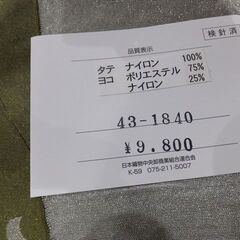 検針済
品質表示
タテ ナイロン 100%
ヨコ ポリエステル 75%
ナイロン 25%
43-1840
¥9.800
日本織物中央卸商業組合連合会
K-59 075-211-5007